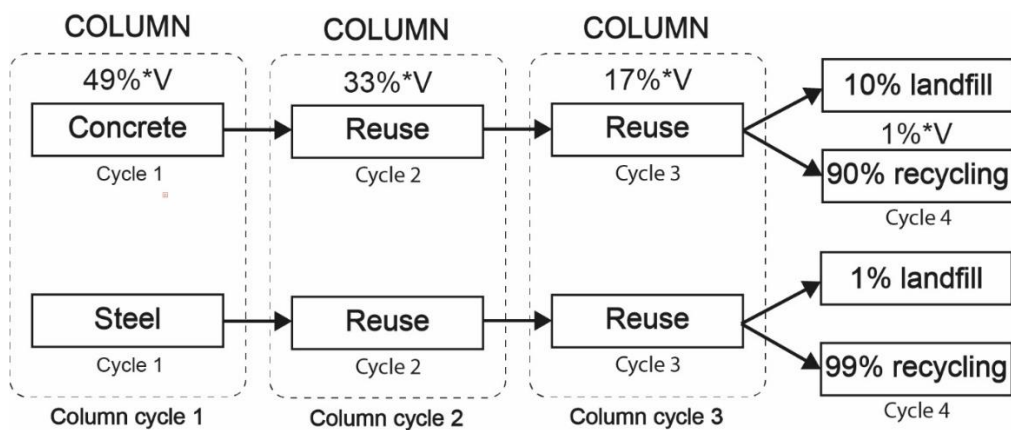 COLUMN COLUMN COLUMN
49%*V 33%*V 17%*V
Concrete Reuse Reuse
Cycle 1 Cycle 2 Cycle 3
10% landfill
1%*V
90% recycling
Cycle 4
Steel Reuse Reuse
Cycle 1 Cycle 2 Cycle 3
1% landfill
99% recycling
Cycle 4
Column cycle 1 Column cycle 2 Column cycle 3